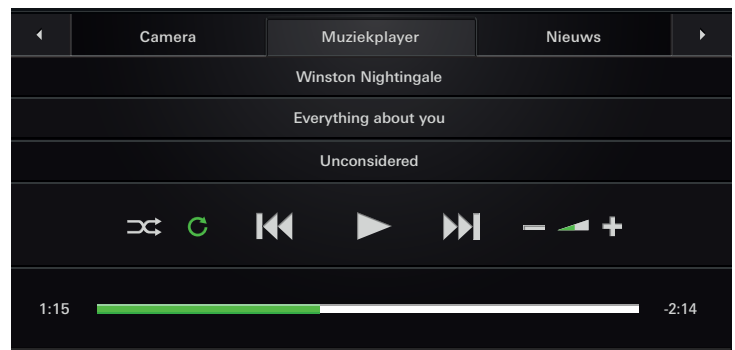 Camera Muziekplayer Nieuws
Winston Nightingale
Everything about you
Unconsidered
1:15 -2:14